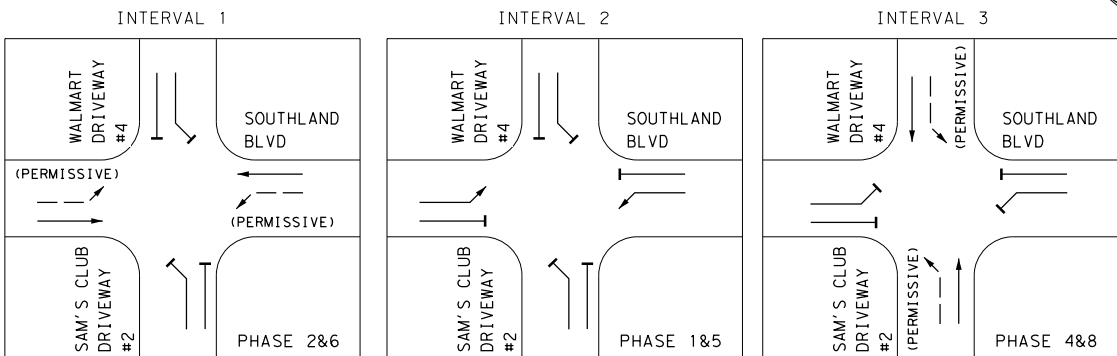 INTERVAL 1
WALMART
DRIVEWAY
#4
SOUTHLAND
BLVD
(PERMISSIVE)
(PERMISSIVE)
SAM'S CLUB
DRIVEWAY
#2
PHASE 2&6
INTERVAL 2
WALMART
DRIVEWAY
#4
SOUTHLAND
BLVD
SAM'S CLUB
DRIVEWAY
#2
PHASE 1&5
INTERVAL 3
WALMART
DRIVEWAY
#4
(PERMISSIVE)
SOUTHLAND
BLVD
SAM'S CLUB
DRIVEWAY
#2
(PERMISSIVE)
PHASE 4&8